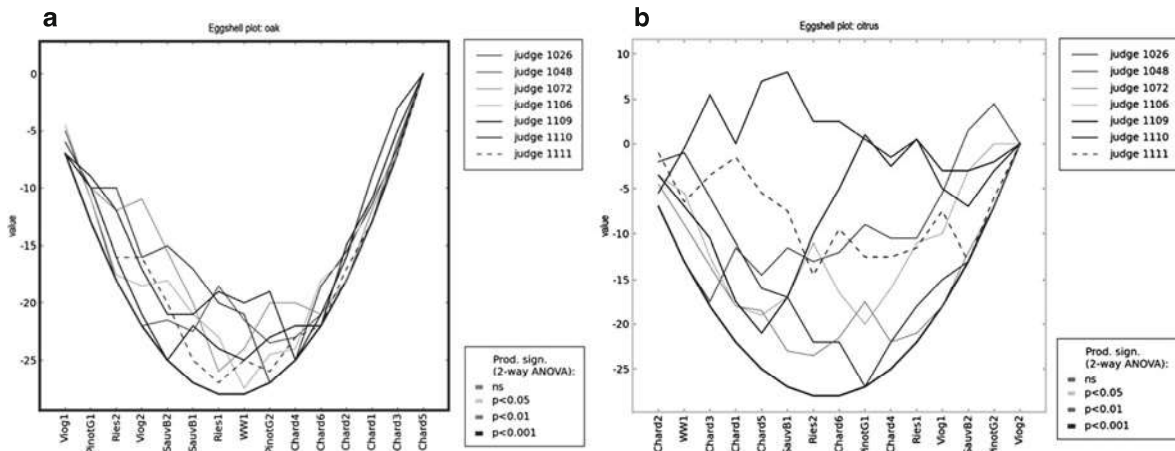 a
Eggshell plot: oak
value
0
-5
-10
-15
-20
-25
Vlog1
PinotG1
Ries2
Vlog2
SauvB2
SauvB1
Ries1
WW1
PinotG2
Chard4
Chard6
Chard2
Chard1
Chard3
Chard5
judge 1026
judge 1048
judge 1072
judge 1106
judge 1109
judge 1110
judge 1111
Prod. sign.
(2-way ANOVA):
ns
p<0.05
p<0.01
p<0.001
b
Eggshell plot: citrus
value
10
5
0
-5
-10
-15
-20
-25
Chard2
WW1
Chard3
Chard1
Chard5
SauvB1
Ries2
Chard6
PinotG1
Chard4
Ries1
Vlog1
SauvB2
PinotG2
Vlog2
judge 1026
judge 1048
judge 1072
judge 1106
judge 1109
judge 1110
judge 1111
Prod. sign.
(2-way ANOVA):
ns
p<0.05
p<0.01
p<0.001